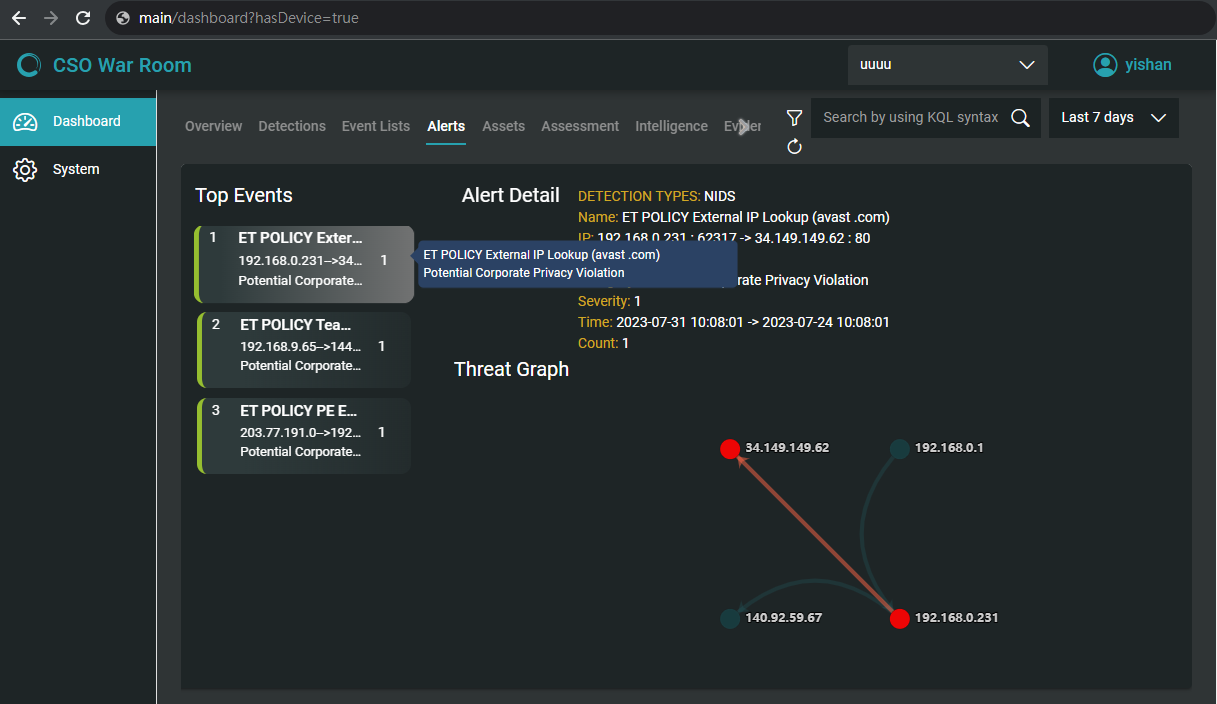 main/dashboard?hasDevice=true
CSO War Room
uuuu
yishan
Dashboard
System
Overview
Detections
Event Lists
Alerts
Assets
Assessment
Intelligence
Search by using KQL syntax
Last 7 days
Top Events
1
ET POLICY Exter...
192.168.0.231-->34...
1
Potential Corporate...
2
ET POLICY Tea...
192.168.9.65-->144...
1
Potential Corporate...
3
ET POLICY PE E...
203.77.191.0-->192...
1
Potential Corporate...
Alert Detail
DETECTION TYPES: NIDS
Name: ET POLICY External IP Lookup (avast .com)
IP: 192.168.0.231 : 62317 -> 34.149.149.62 : 80
ET POLICY External IP Lookup (avast .com)
Potential Corporate Privacy Violation
Privacy Violation
Severity: 1
Time: 2023-07-31 10:08:01 -> 2023-07-24 10:08:01
Count: 1
Threat Graph
34.149.149.62
192.168.0.1
140.92.59.67
192.168.0.231